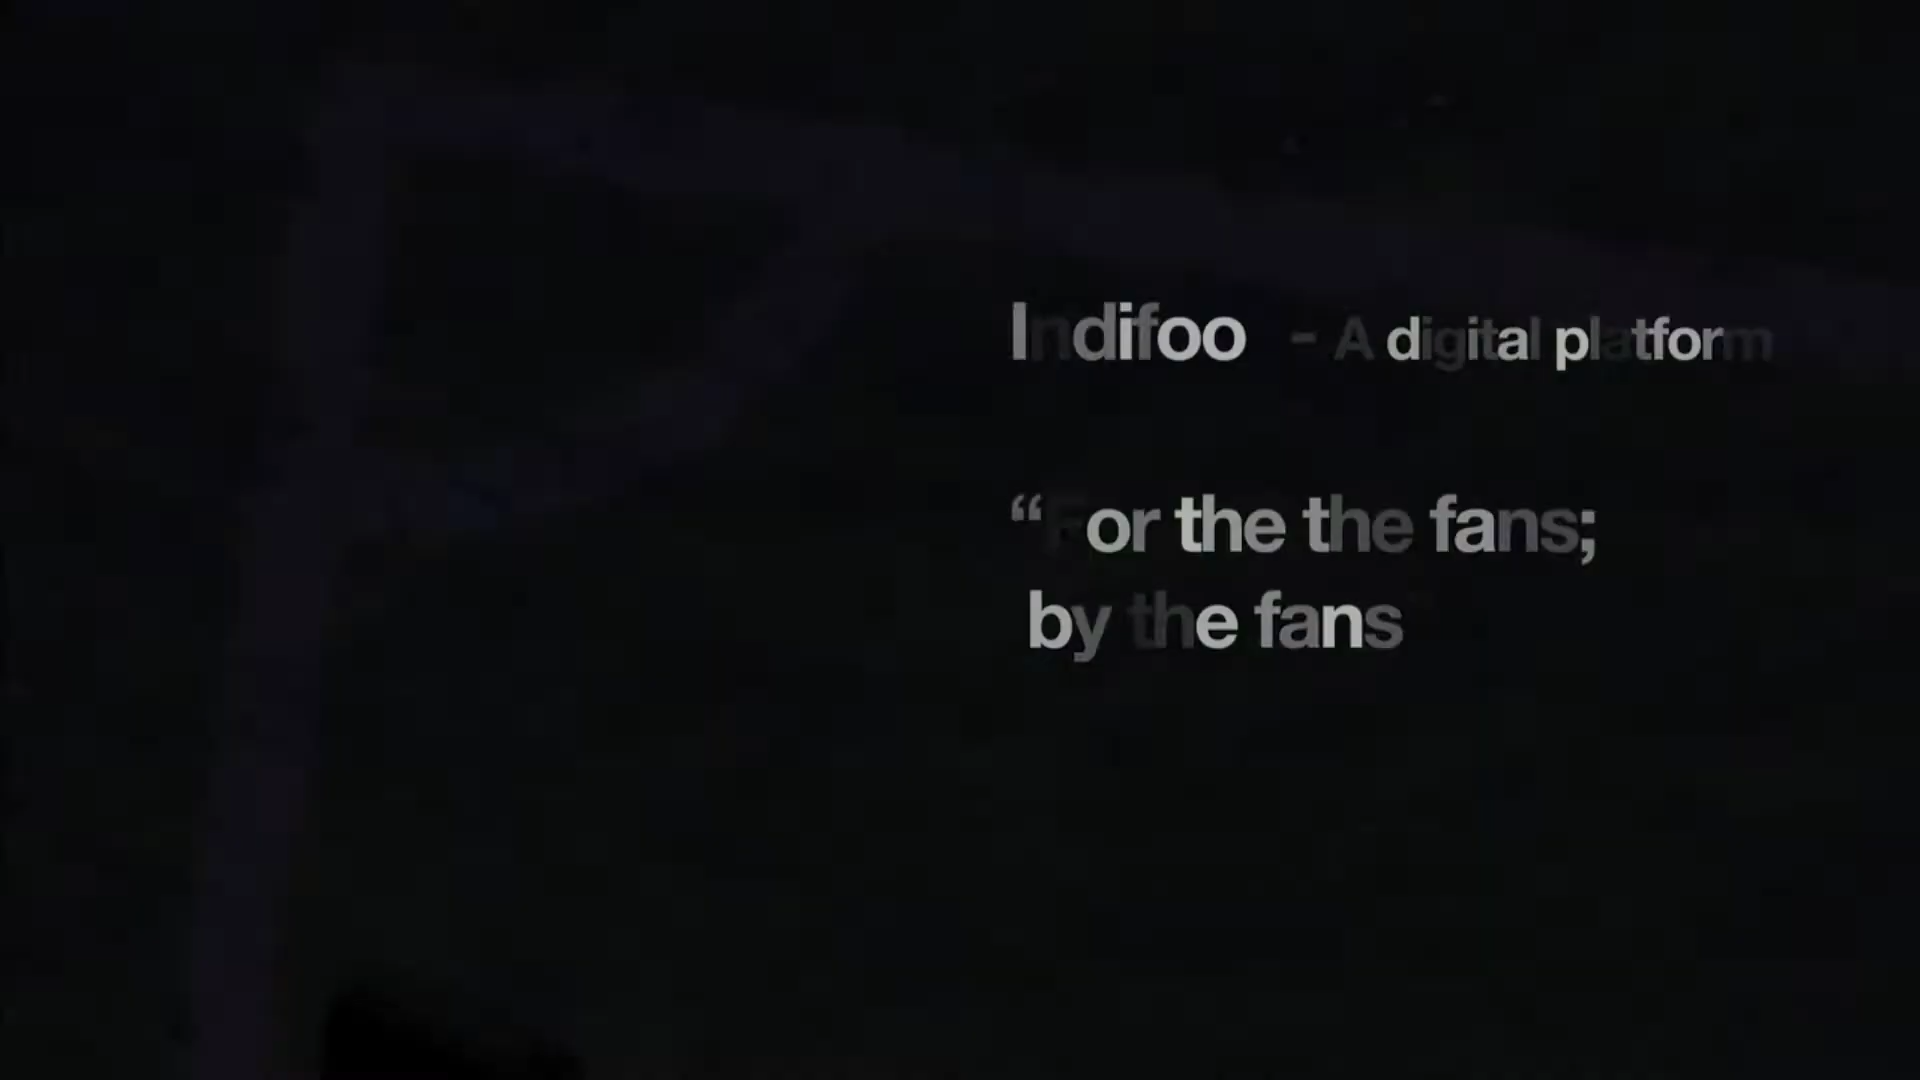 Indifoo - A digital platform
“For the the fans;
by the fans